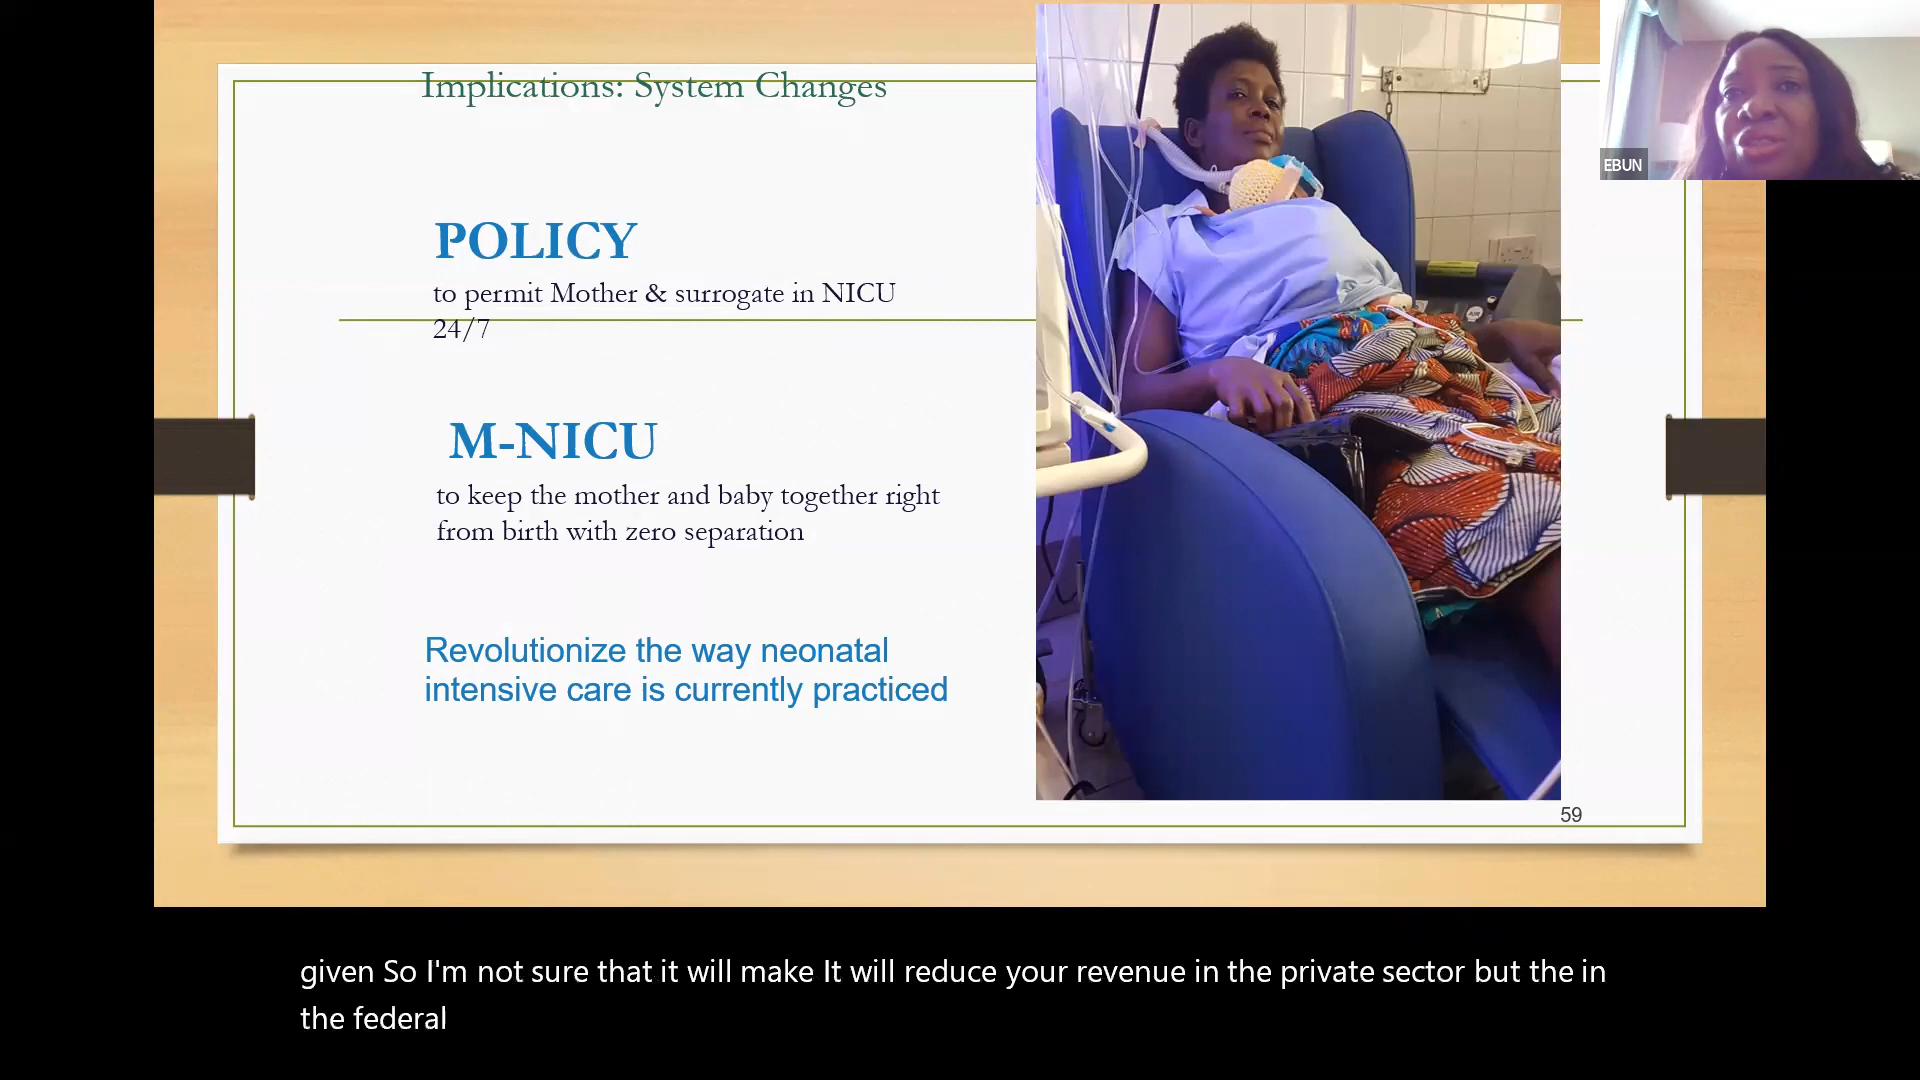 Implications: System Changes
POLICY
to permit Mother & surrogate in NICU
24/7
M-NICU
to keep the mother and baby together right
from birth with zero separation
Revolutionize the way neonatal
intensive care is currently practiced
59
EBUN
given So I'm not sure that it will make It will reduce your revenue in the private sector but the in
the federal